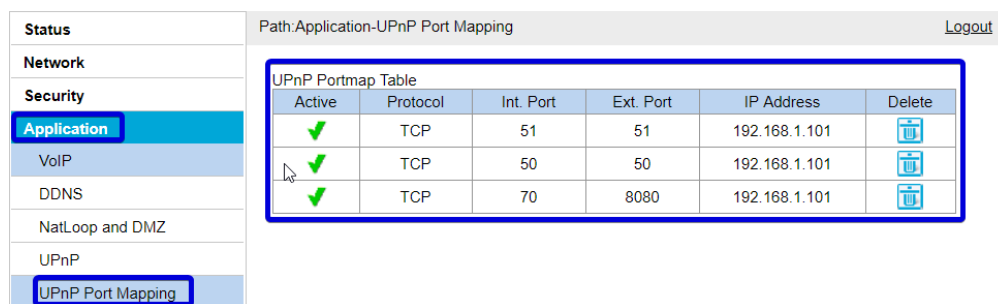 Status
Network
Security
Application
VoIP
DDNS
NatLoop and DMZ
UPnP
UPnP Port Mapping
Path:Application-UPnP Port Mapping Logout
UPnP Portmap Table
Active Protocol Int. Port Ext. Port IP Address Delete
TCP 51 51 192.168.1.101
TCP 50 50 192.168.1.101
TCP 70 8080 192.168.1.101